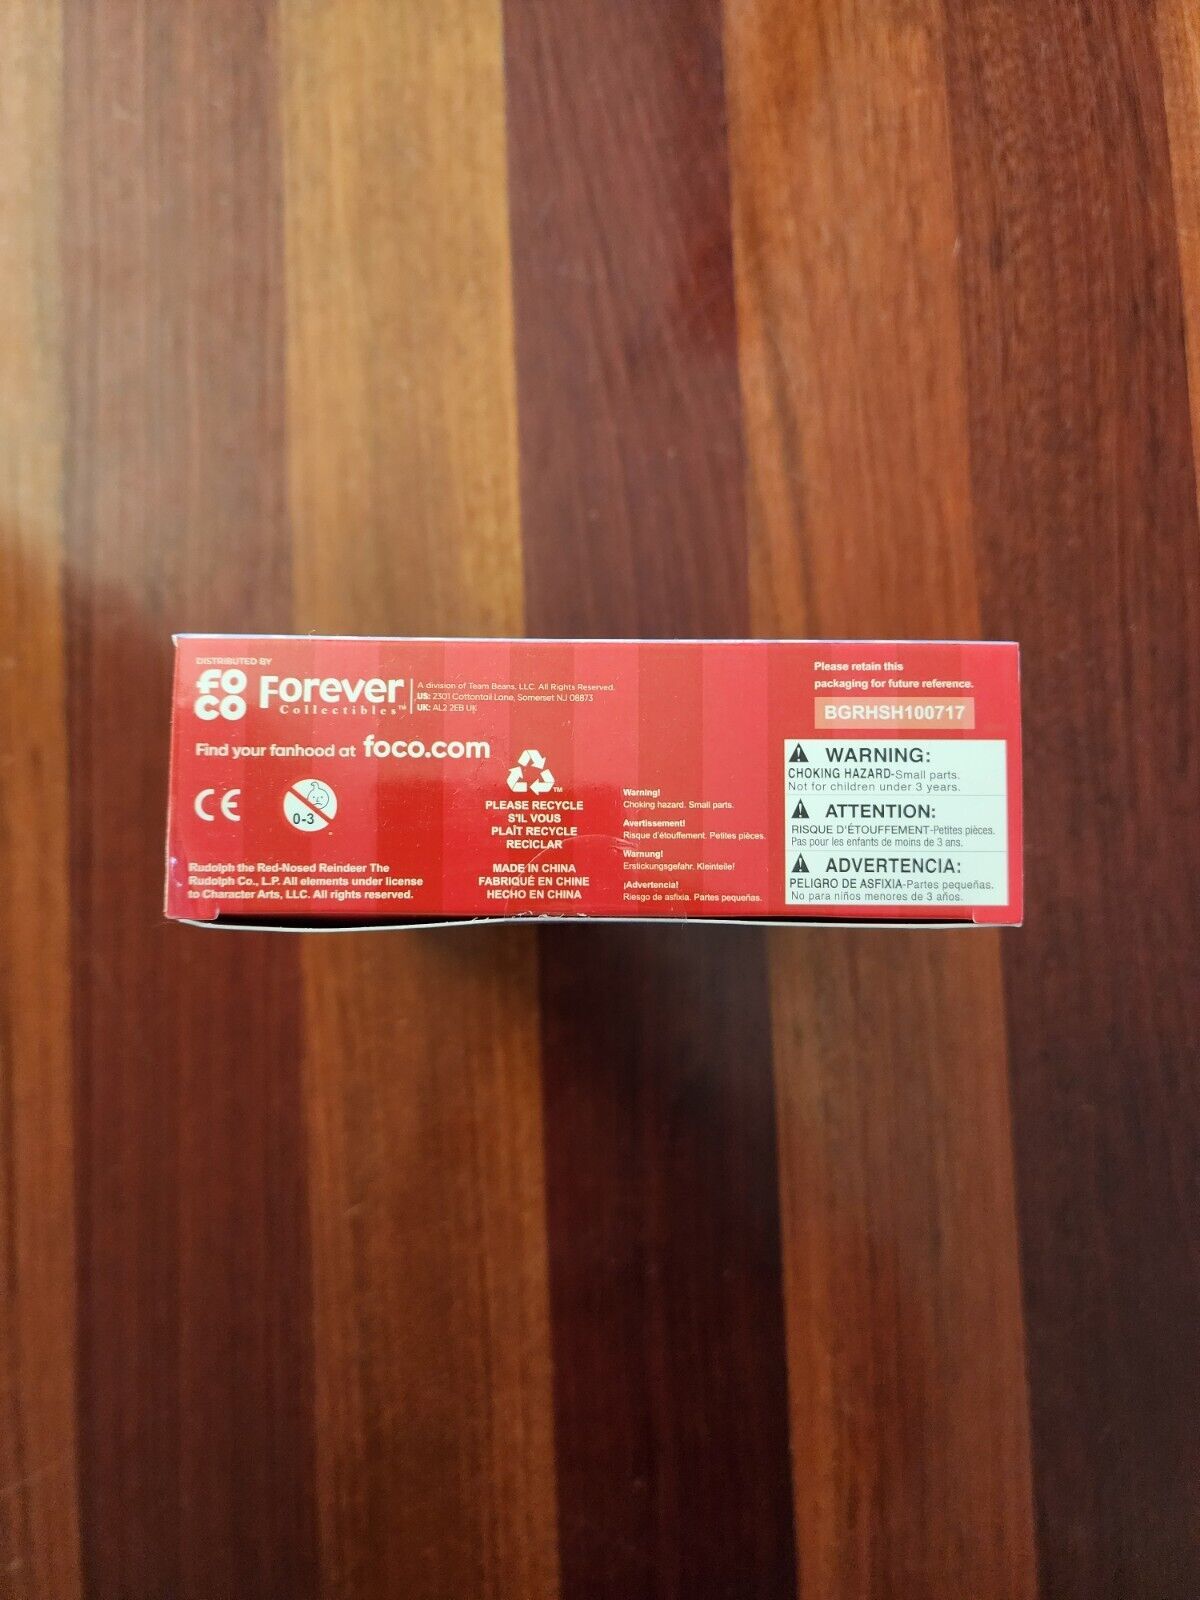 DISTRIBUTED BY
FO
CO
Forever
Collectibles™
A division of Team Beans, LLC. All Rights Reserved.
US: 2301 Cottontail Lane, Somerset NJ 08873
UK: AL2 2EB UK
Find your fanhood at foco.com
CE
0-3
Rudolph the Red-Nosed Reindeer The
Rudolph Co., L.P. All elements under license
to Character Arts, LLC. All rights reserved.
TM
PLEASE RECYCLE
S'IL VOUS
PLAÎT RECYCLE
RECICLAR
MADE IN CHINA
FABRIQUÉ EN CHINE
HECHO EN CHINA
Warning!
Choking hazard. Small parts.
Avertissement!
Risque d'étouffement. Petites pièces.
Warnung!
Erstickungsgefahr. Kleinteile!
¡Advertencia!
Riesgo de asfixia. Partes pequeñas.
Please retain this
packaging for future reference.
BGRHSH100717
WARNING:
CHOKING HAZARD-Small parts.
Not for children under 3 years.
ATTENTION:
RISQUE D'ÉTOUFFEMENT-Petites pièces.
Pas pour les enfants de moins de 3 ans.
ADVERTENCIA:
PELIGRO DE ASFIXIA-Partes pequeñas.
No para niños menores de 3 años.